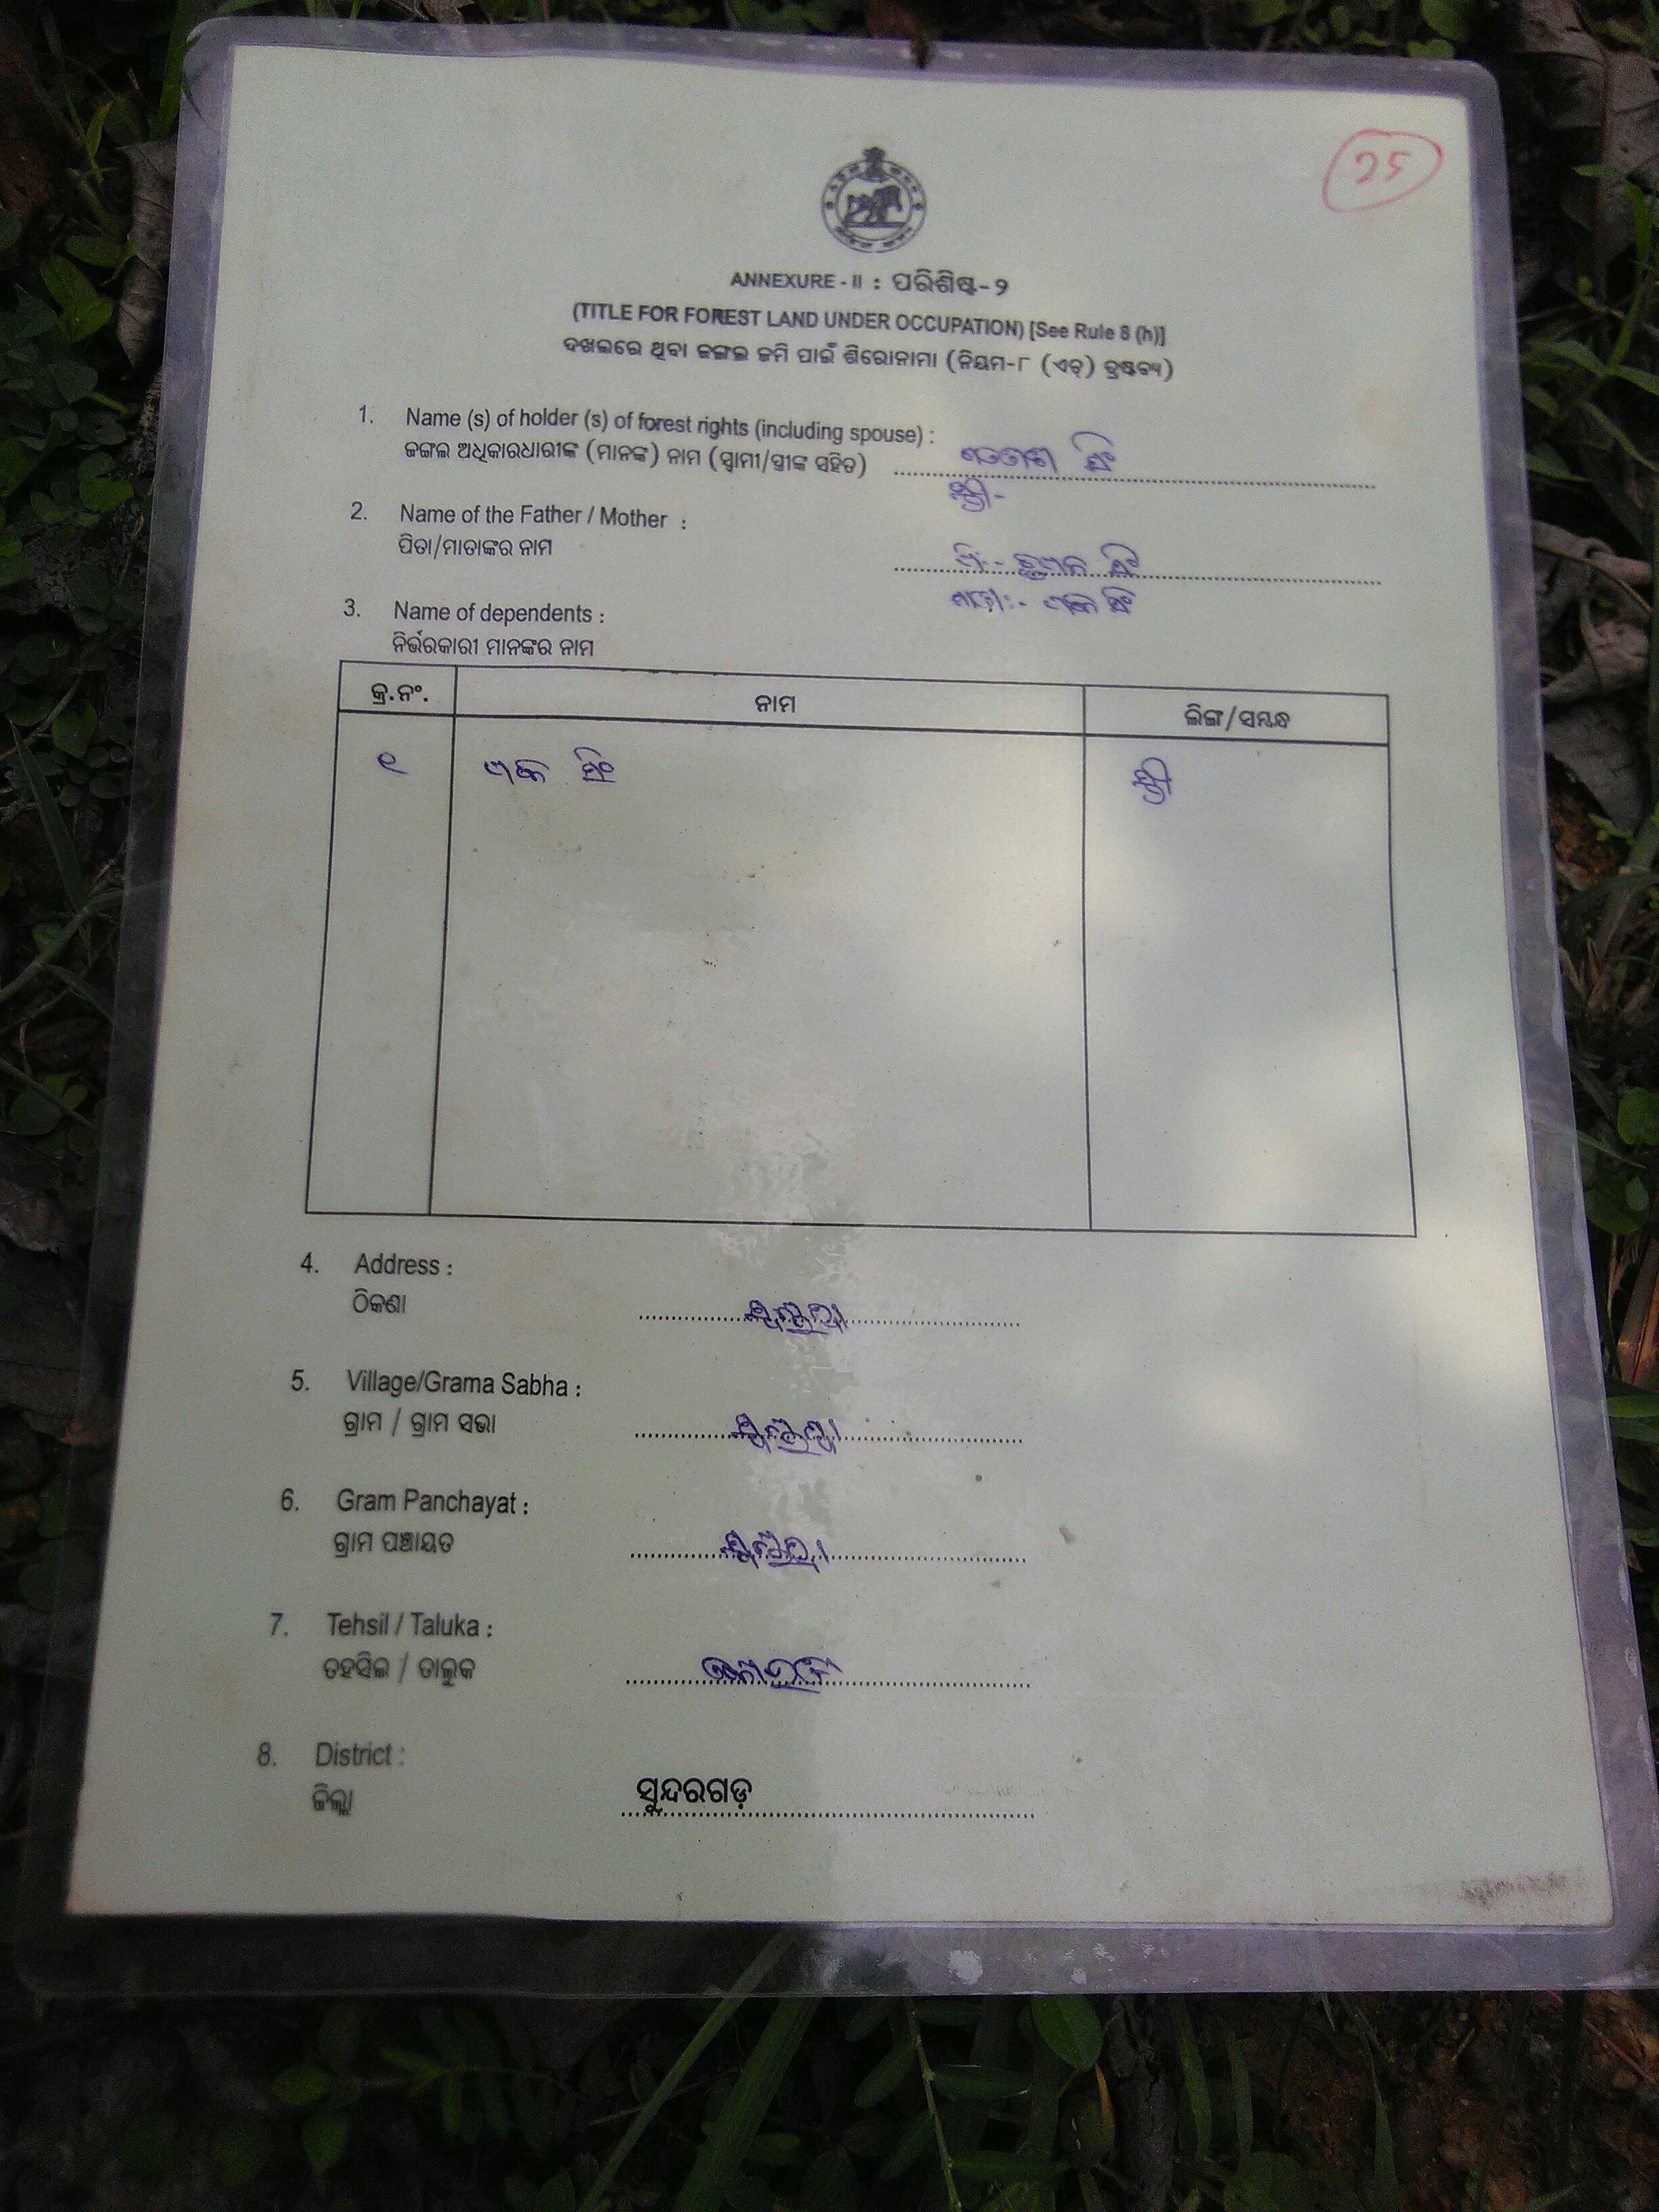 25
ANNEXURE - II : ପରିଶିଷ୍ଟ-୨
(TITLE FOR FOREST LAND UNDER OCCUPATION) [See Rule 8 (h)]
ଦଖଲରେ ଥିବା ଜଙ୍ଗଲ ଜମି ପାଇଁ ଶିରୋନାମା (ନିୟମ-୮ (ଏଚ୍) ଦ୍ରଷ୍ଟବ୍ୟ)
1. Name (s) of holder (s) of forest rights (including spouse) :
ଜଙ୍ଗଲ ଅଧିକାରଧାରୀଙ୍କ (ମାନଙ୍କ) ନାମ (ସ୍ୱାମୀ/ସ୍ତ୍ରୀଙ୍କ ସହିତ) ସିଂ
ସ୍ତ୍ରୀ-
2. Name of the Father / Mother :
ପିତା/ମାତାଙ୍କର ନାମ ପି:- ସିଂ
ସିଂ
3. Name of dependents :
ନିର୍ଭରକାରୀ ମାନଙ୍କର ନାମ
କ୍ର.ନଂ. ନାମ ଲିଙ୍ଗ/ସମ୍ବନ୍ଧ
୧ ସିଂ ସ୍ତ୍ରୀ
4. Address :
ଠିକଣା
5. Village/Grama Sabha :
ଗ୍ରାମ / ଗ୍ରାମ ସଭା
6. Gram Panchayat :
ଗ୍ରାମ ପଞ୍ଚାୟତ
7. Tehsil / Taluka :
ତହସିଲ / ତାଲୁକ
8. District :
ଜିଲ୍ଲା ସୁନ୍ଦରଗଡ଼